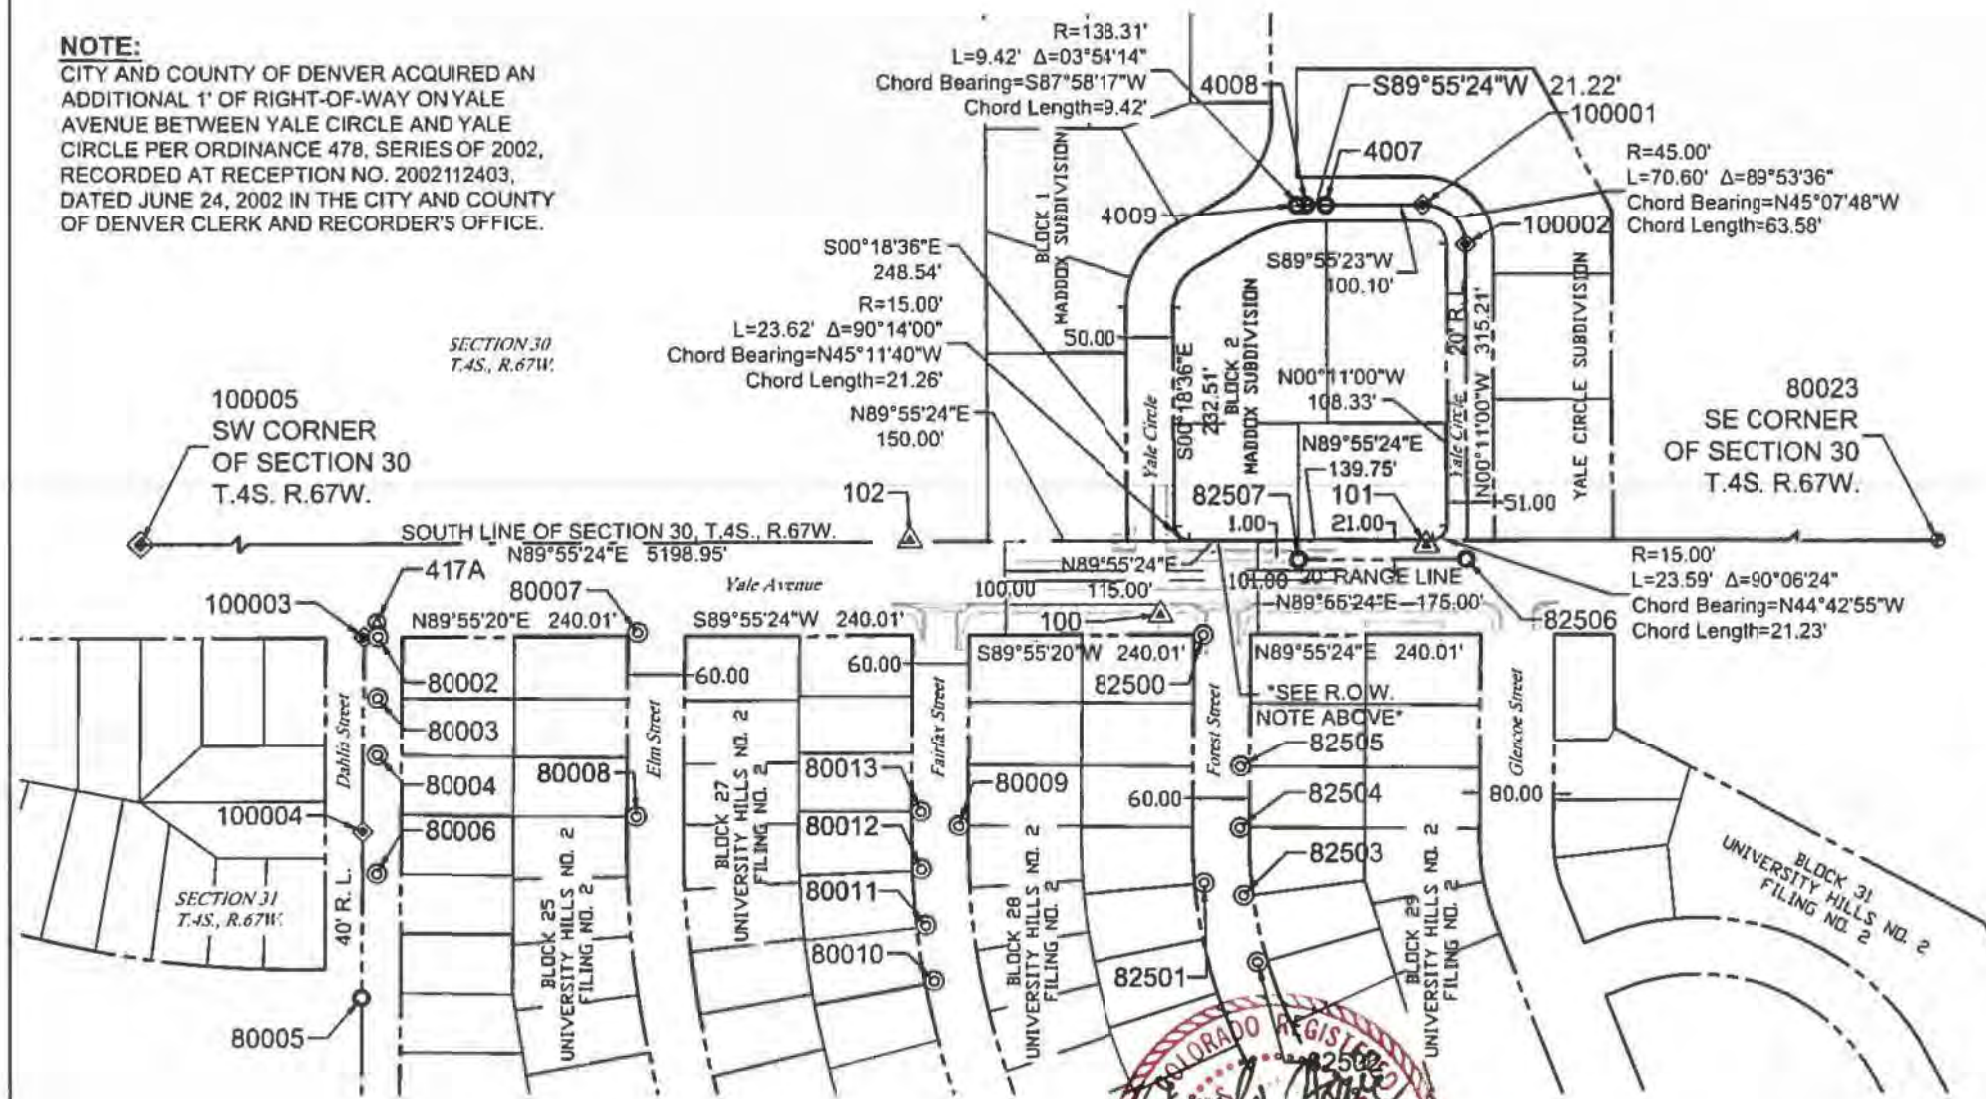 NOTE:
CITY AND COUNTY OF DENVER ACQUIRED AN
ADDITIONAL 1' OF RIGHT-OF-WAY ON YALE
AVENUE BETWEEN YALE CIRCLE AND YALE
CIRCLE PER ORDINANCE 478, SERIES OF 2002,
RECORDED AT RECEPTION NO. 2002112403,
DATED JUNE 24, 2002 IN THE CITY AND COUNTY
OF DENVER CLERK AND RECORDER'S OFFICE.
R=138.31'
L=9.42' Δ=03°54'14"
Chord Bearing=S87°58'17"W
Chord Length=9.42'
4008
S89°55'24"W 21.22'
100001
4007
R=45.00'
L=70.60' Δ=89°53'36"
Chord Bearing=N45°07'48"W
Chord Length=63.58'
4009
100002
S00°18'36"E
248.54'
R=15.00'
L=23.62' Δ=90°14'00"
Chord Bearing=N45°11'40"W
Chord Length=21.26'
N89°55'24"E
150.00'
BLOCK 1
MADDOX SUBDIVISION
50.00
Yale Circle
S00°18'36"E
232.51'
BLOCK 2
MADDOX SUBDIVISION
S89°55'23"W
100.10'
N00°11'00"W
108.33'
N89°55'24"E
139.75'
20' R.L.
Yale Circle
N00°11'00"W 315.21'
YALE CIRCLE SUBDIVISION
51.00
SECTION 30
T.4S., R.67W.
100005
SW CORNER
OF SECTION 30
T.4S. R.67W.
80023
SE CORNER
OF SECTION 30
T.4S. R.67W.
102
82507
101
1.00
21.00
SOUTH LINE OF SECTION 30, T.4S., R.67W.
N89°55'24"E 5198.95'
N89°55'24"E
115.00'
100.00
101.00
20' RANGE LINE
N89°55'24"E 175.00'
R=15.00'
L=23.59' Δ=90°06'24"
Chord Bearing=N44°42'55"W
Chord Length=21.23'
82506
Yale Avenue
417A
100003
80007
100
N89°55'20"E 240.01'
S89°55'24"W 240.01'
S89°55'20"W 240.01'
N89°55'24"E 240.01'
80002
80003
80004
80006
100004
80005
Dahlia Street
40' R. L.
SECTION 31
T.4S., R.67W.
60.00
Elm Street
80008
BLOCK 25
UNIVERSITY HILLS NO. 2
FILING NO. 2
BLOCK 27
UNIVERSITY HILLS NO. 2
FILING NO. 2
60.00
Fairfax Street
80013
80012
80011
80010
80009
BLOCK 28
UNIVERSITY HILLS NO. 2
FILING NO. 2
82500
Forest Street
60.00
82501
*SEE R.O.W.
NOTE ABOVE*
82505
82504
82503
82502
BLOCK 29
UNIVERSITY HILLS NO. 2
FILING NO. 2
Glencoe Street
80.00
BLOCK 31
UNIVERSITY HILLS NO. 2
FILING NO. 2
COLORADO REGISTERED